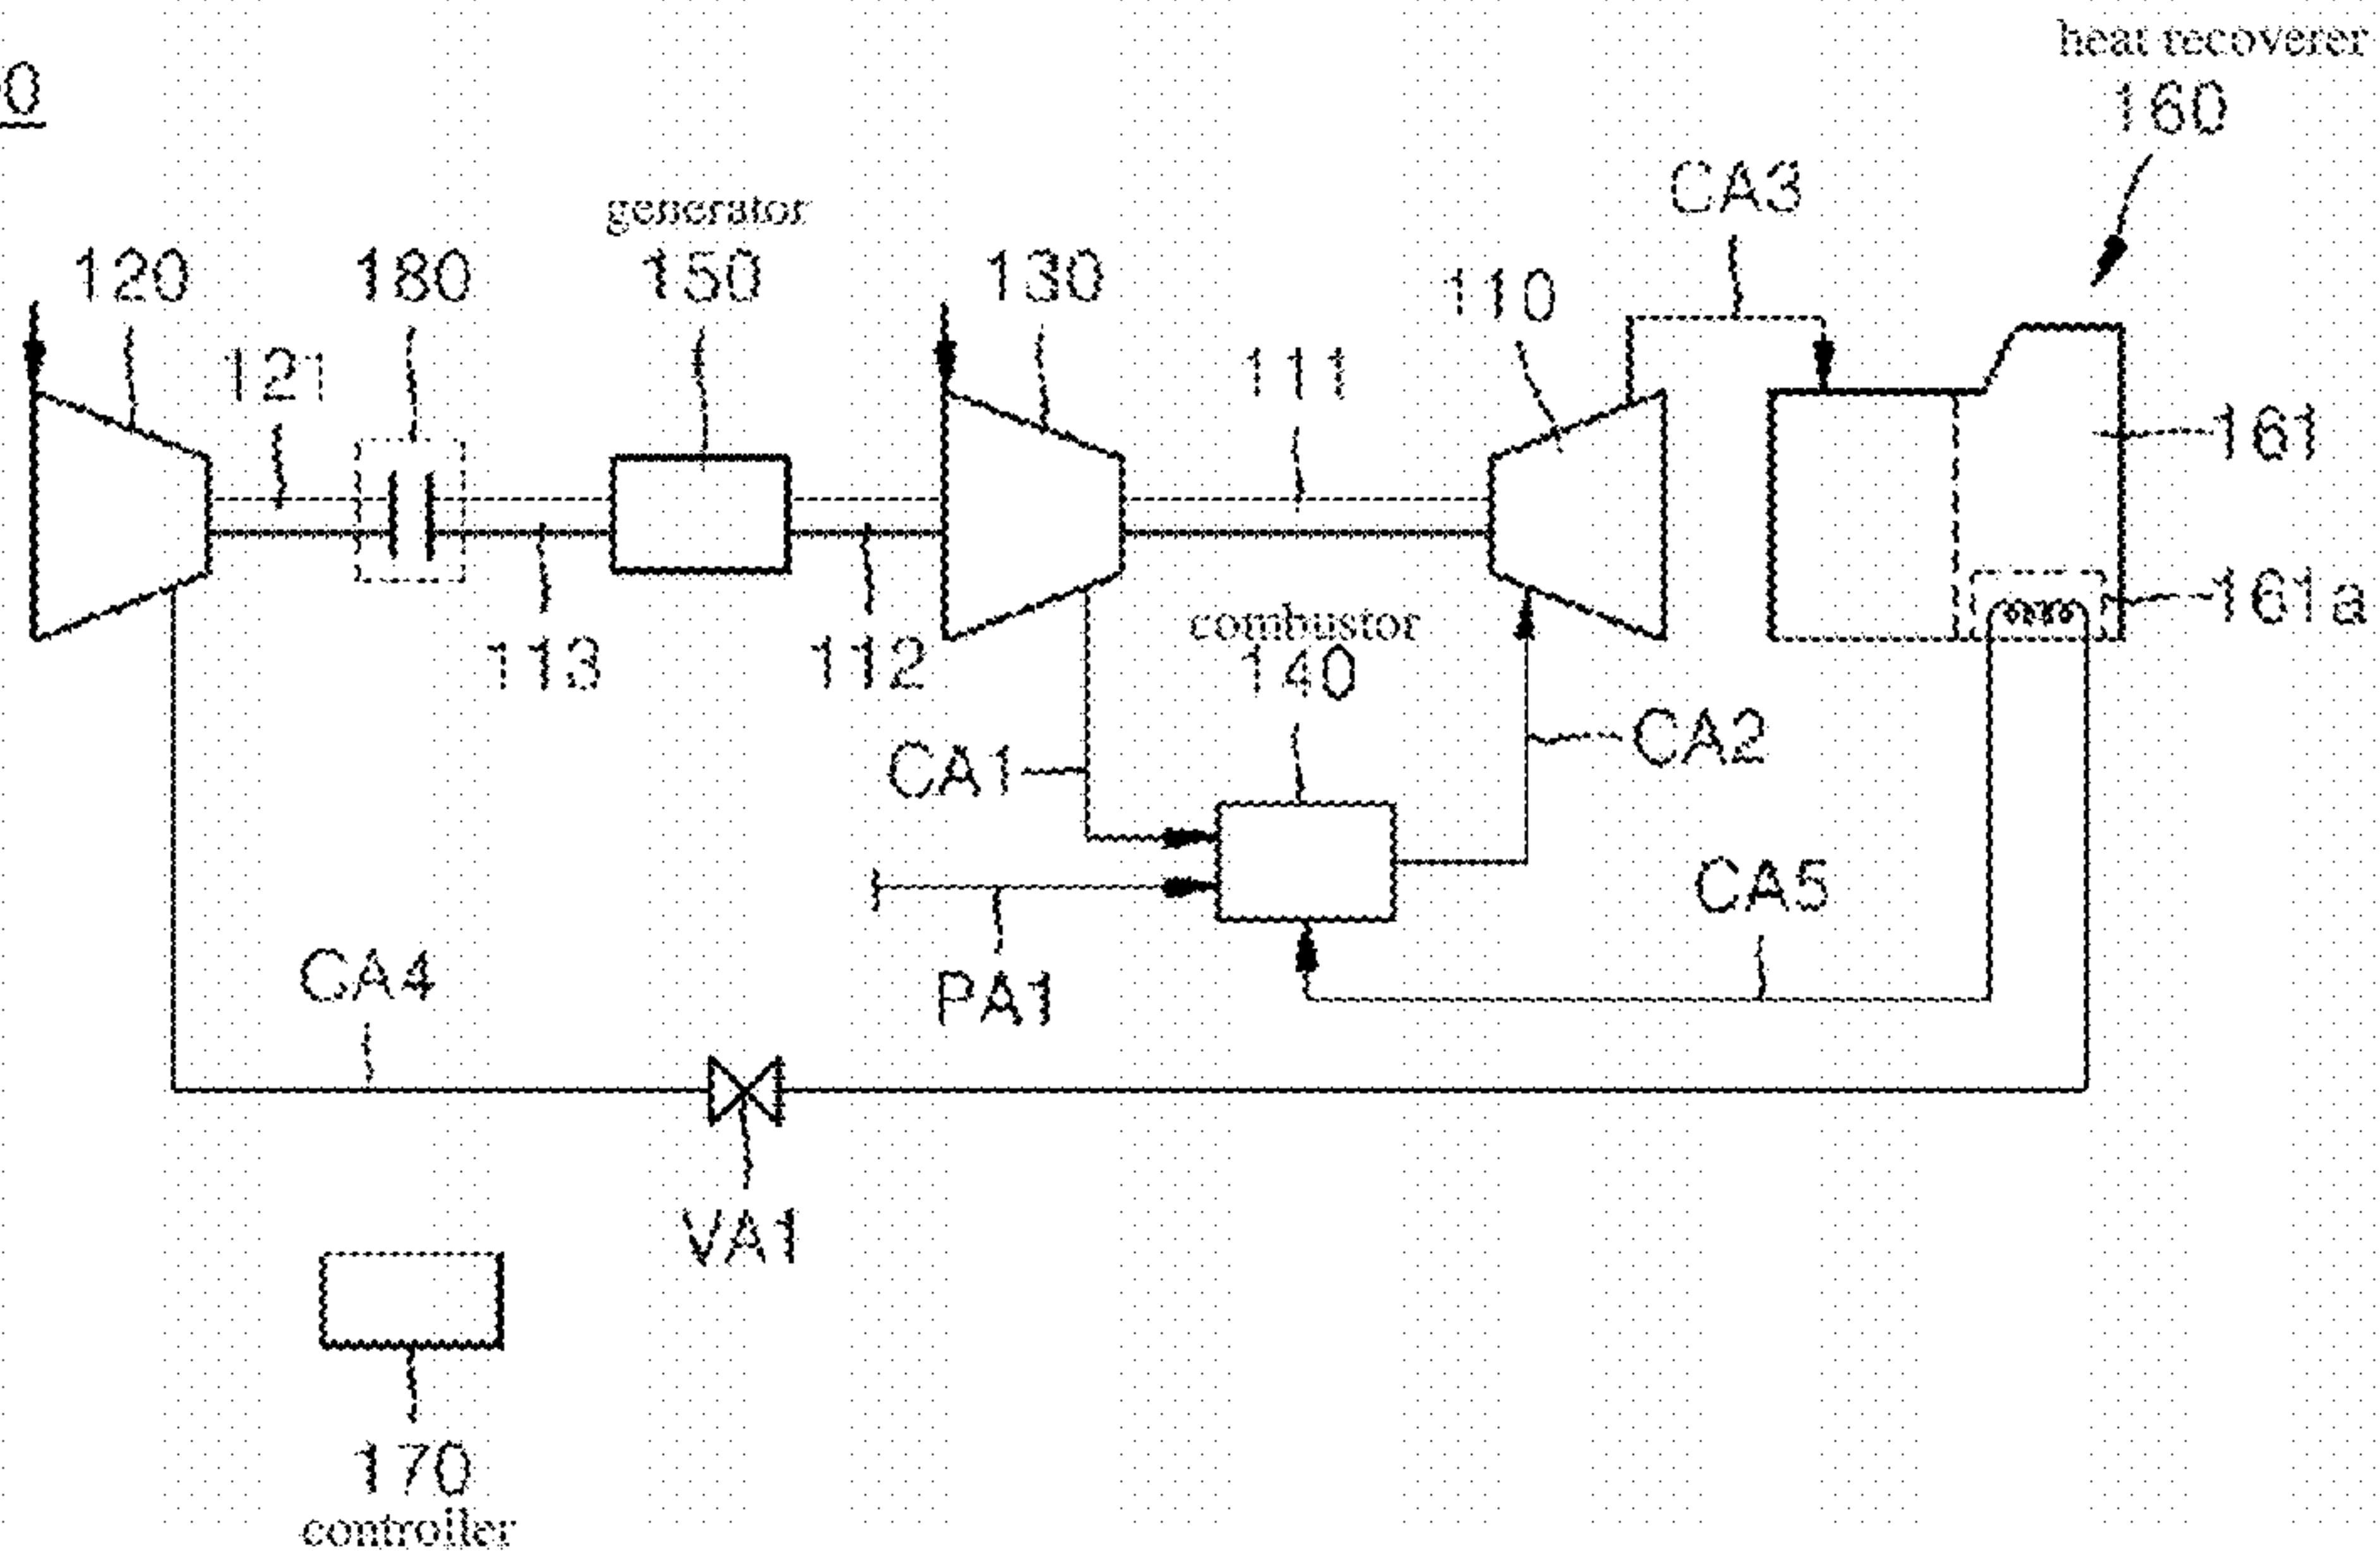 heat recoverer
160
0
CA3
generator
120
180
150
130
110
121
111
161
161a
combustor
140
113
112
CA1
CA2
CA5
CA4
PA1
VA1
170
controller